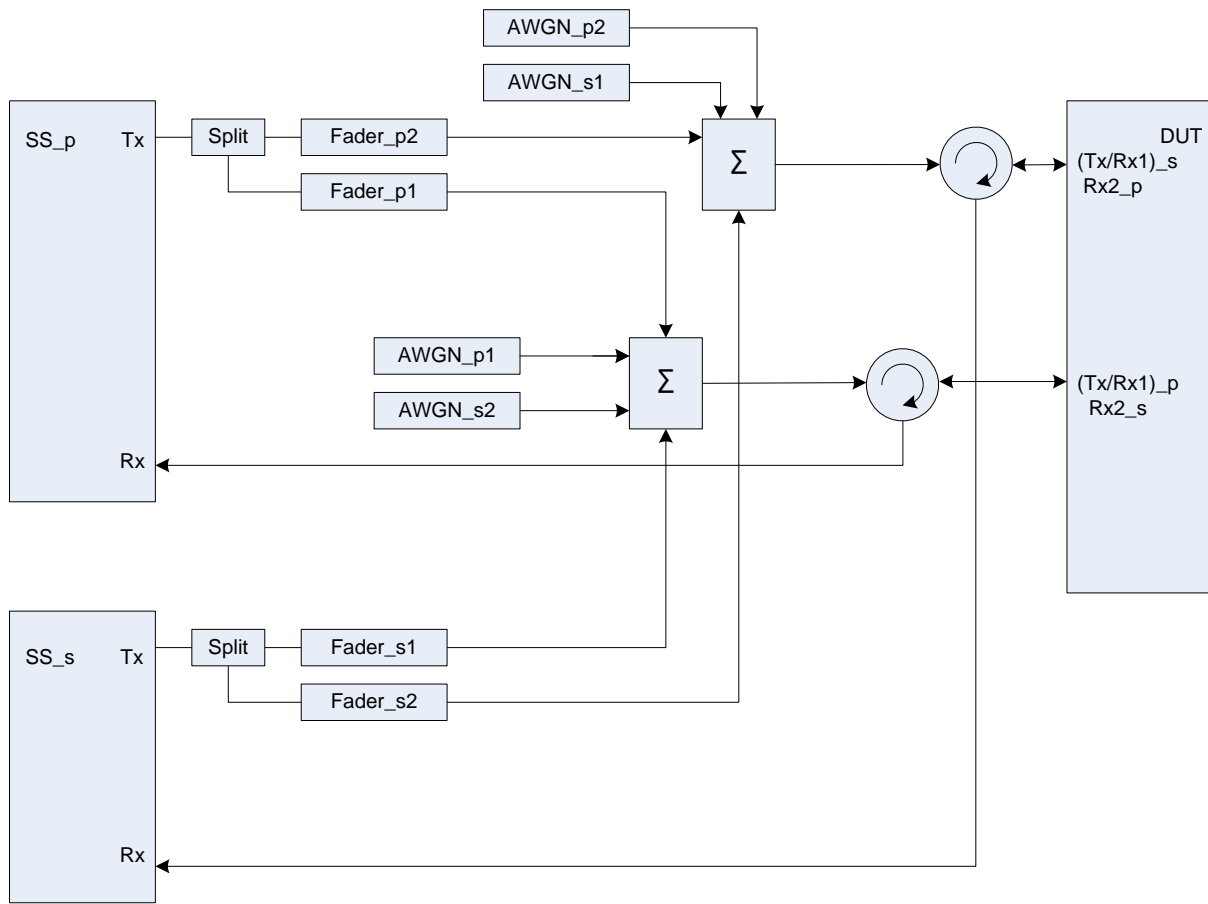 AWGN_p2
AWGN_s1
SS_p
Tx
Split
Fader_p2
Fader_p1
Σ
DUT
(Tx/Rx1)_s
Rx2_p
AWGN_p1
AWGN_s2
Σ
(Tx/Rx1)_p
Rx2_s
Rx
SS_s
Tx
Split
Fader_s1
Fader_s2
Rx